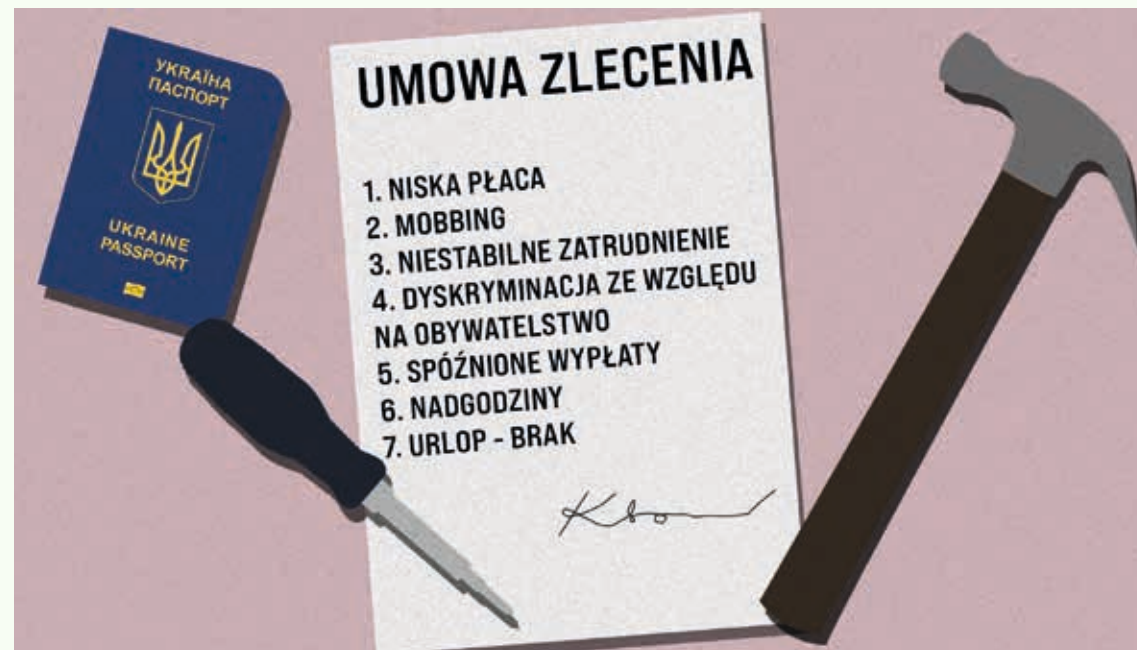 УКРАЇНА
ПАСПОРТ
UKRAINE
PASSPORT
UMOWA ZLECENIA
1. NISKA PŁACA
2. MOBBING
3. NIESTABILNE ZATRUDNIENIE
4. DYSKRYMINACJA ZE WZGLĘDU
NA OBYWATELSTWO
5. SPÓŹNIONE WYPŁATY
6. NADGODZINY
7. URLOP - BRAK